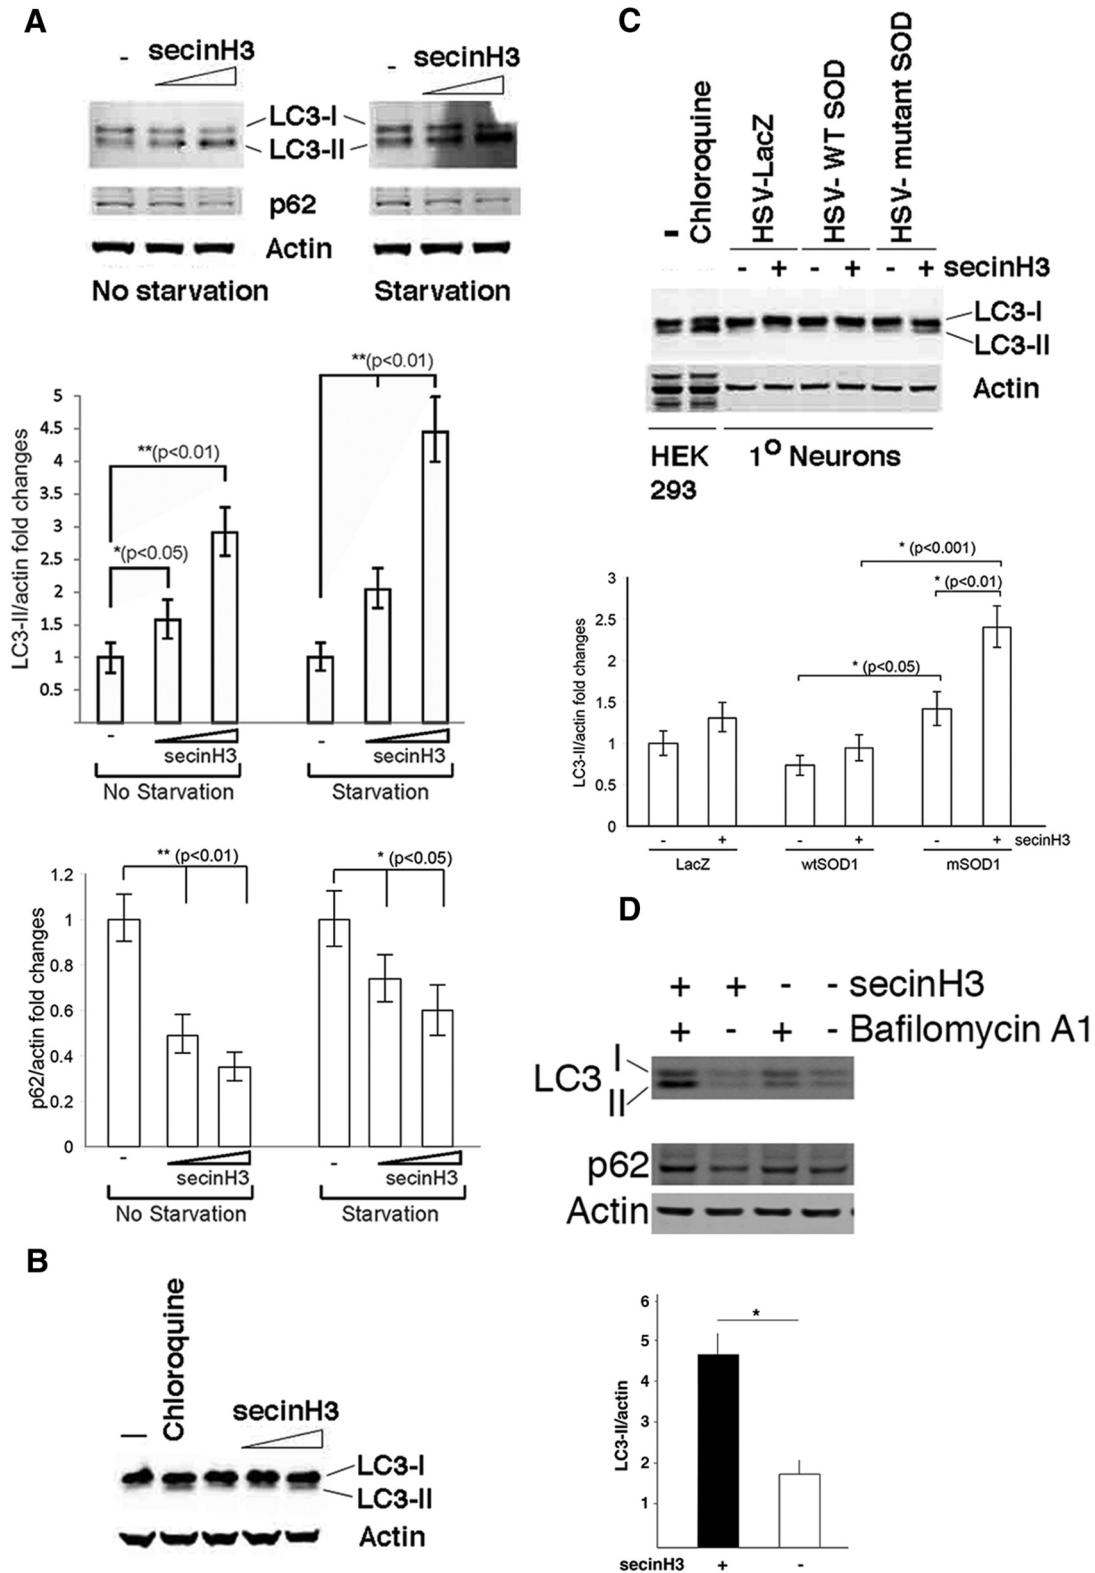 A
- secinH3
- secinH3
LC3-I
LC3-II
p62
Actin
No starvation
Starvation
LC3-II/actin fold changes
5
4.5
4
3.5
3
2.5
2
1.5
1
0.5
**(p<0.01)
*(p<0.05)
**(p<0.01)
- secinH3
- secinH3
No Starvation
Starvation
p62/actin fold changes
1.2
1
0.8
0.6
0.4
0.2
0
** (p<0.01)
* (p<0.05)
- secinH3
- secinH3
No Starvation
Starvation
B
—
Chloroquine
secinH3
LC3-I
LC3-II
Actin
C
-
Chloroquine
HSV-LacZ
HSV- WT SOD
HSV- mutant SOD
- + - + - + secinH3
LC3-I
LC3-II
Actin
HEK
293
1° Neurons
LC3-II/actin fold changes
3
2.5
2
1.5
1
0.5
0
* (p<0.001)
* (p<0.01)
* (p<0.05)
- + - + - + secinH3
LacZ
wtSOD1
mSOD1
D
+ + - - secinH3
+ - + - Bafilomycin A1
LC3
I
II
p62
Actin
LC3-II/actin
6
5
4
3
2
1
*
secinH3 + -